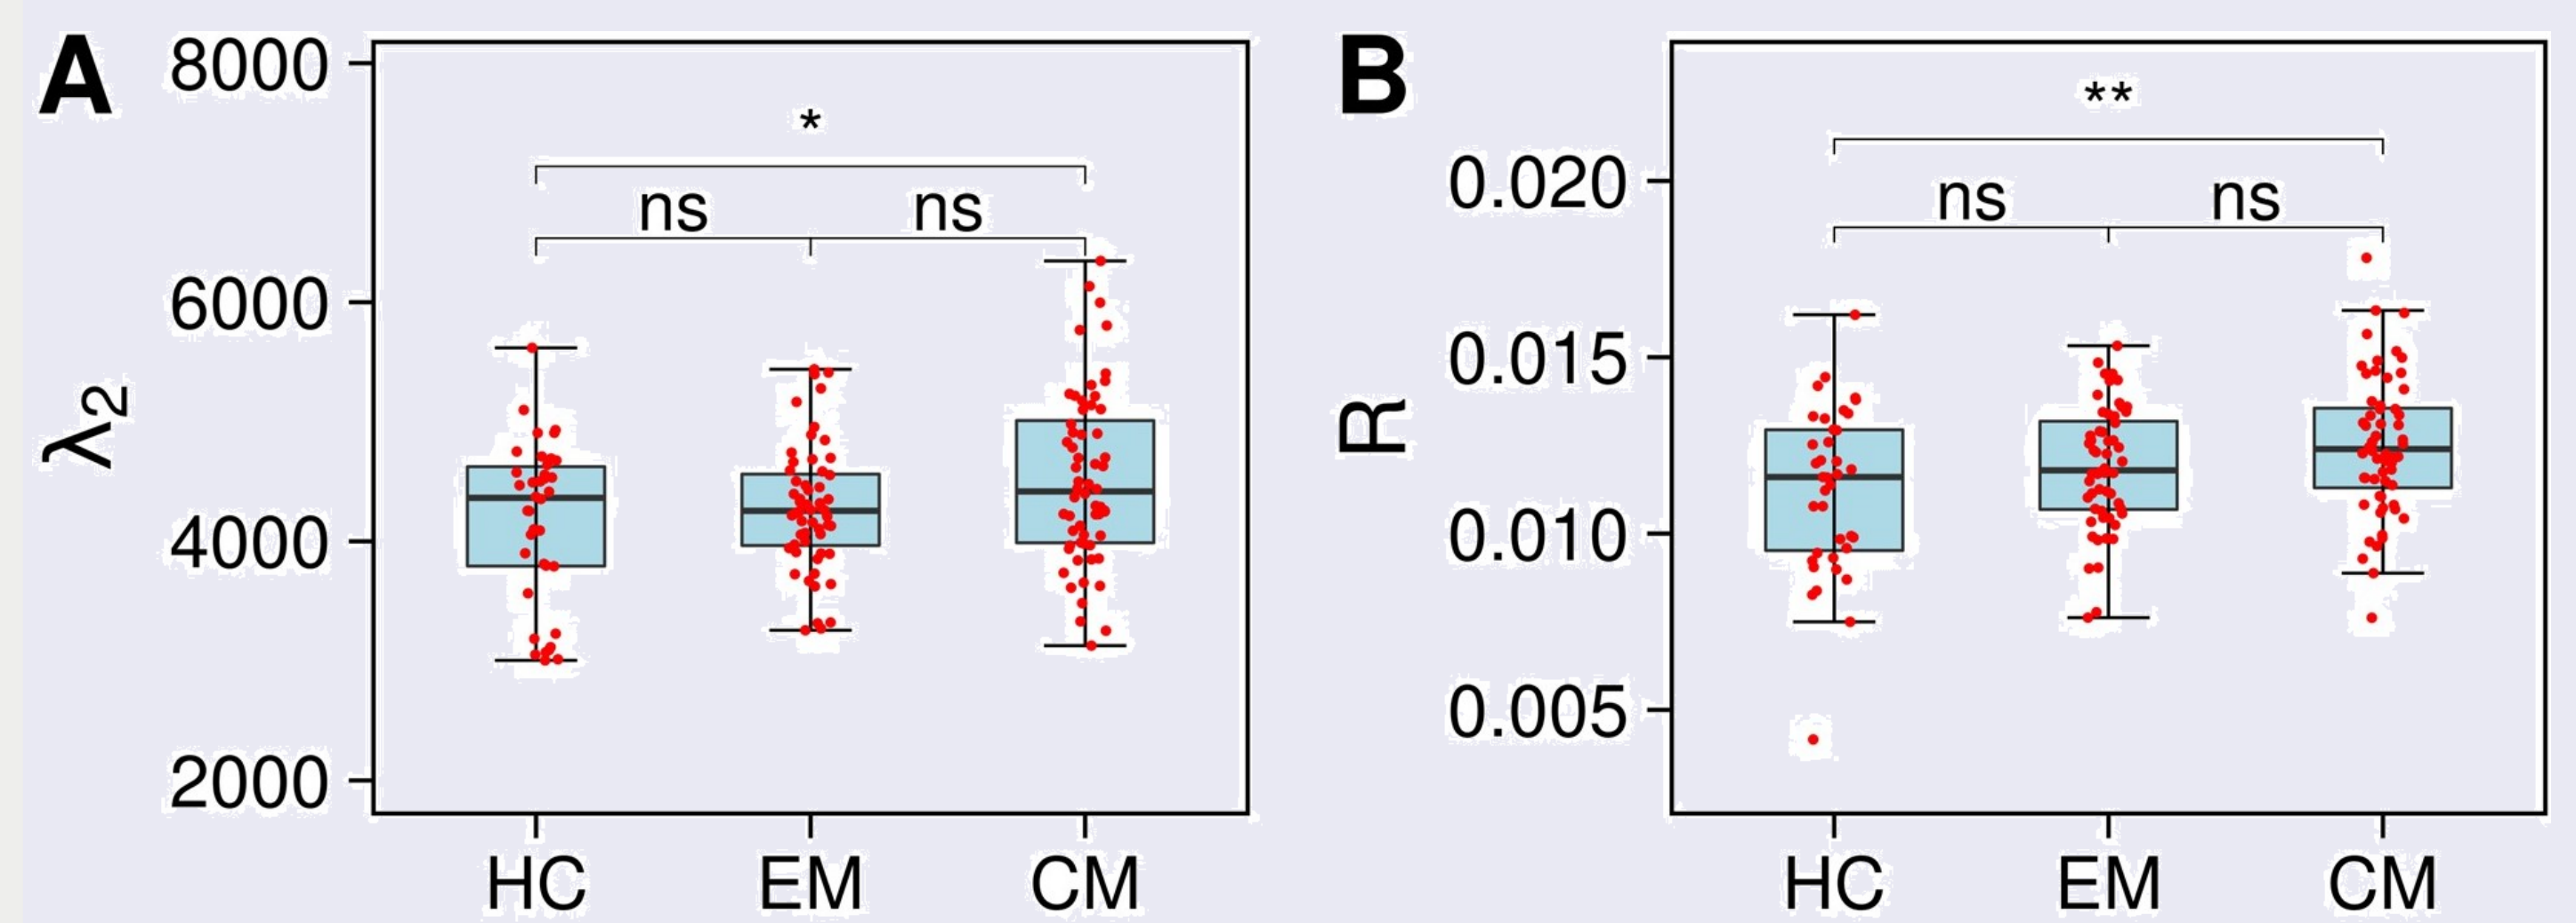 A
8000
6000
4000
2000
λ2
*
ns ns
HC EM CM
B
0.020
0.015
0.010
0.005
R
**
ns ns
HC EM CM